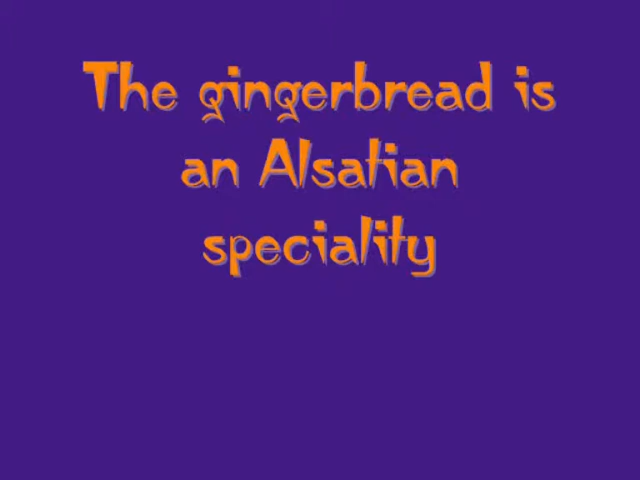 The gingerbread is
an Alsatian
speciality